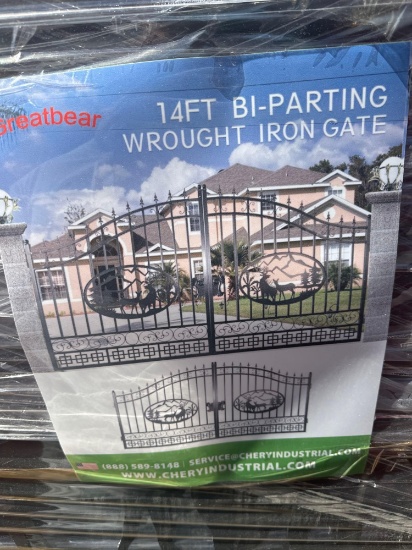 Greatbear
14FT BI-PARTING
WROUGHT IRON GATE
(888) 589-8148 | SERVICE@CHERYINDUSTRIAL.COM
WWW.CHERYINDUSTRIAL.COM